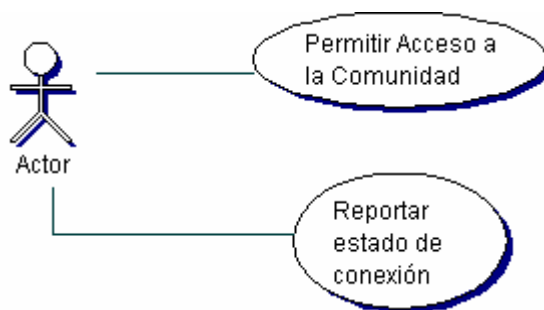 Permitir Acceso a
la Comunidad
Actor
Reportar
estado de
conexión